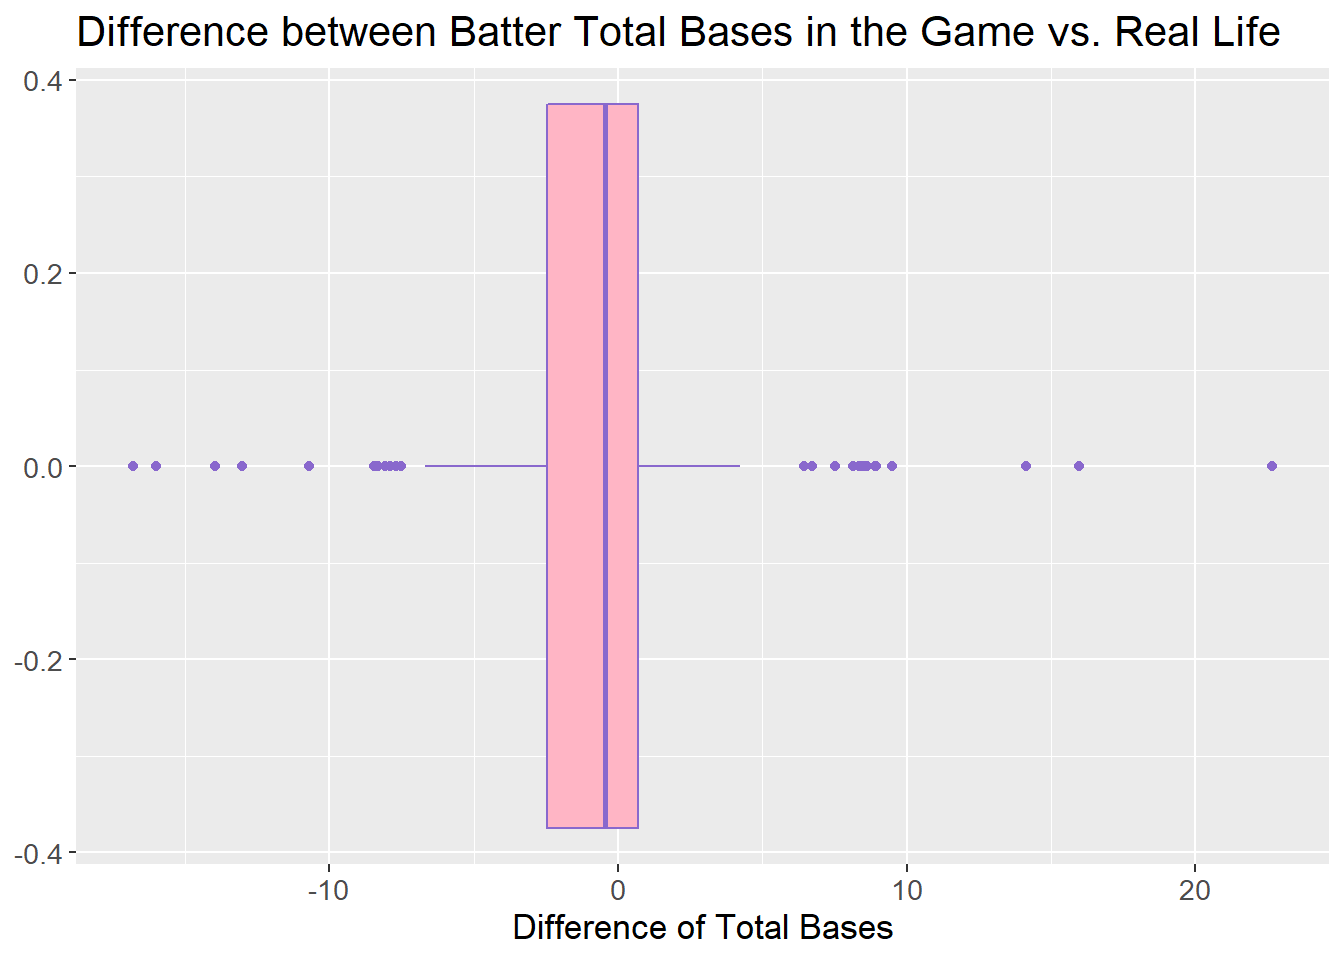 Difference between Batter Total Bases in the Game vs. Real Life
0.4
0.2
0.0
-0.2
-0.4
-10 0 10 20
Difference of Total Bases